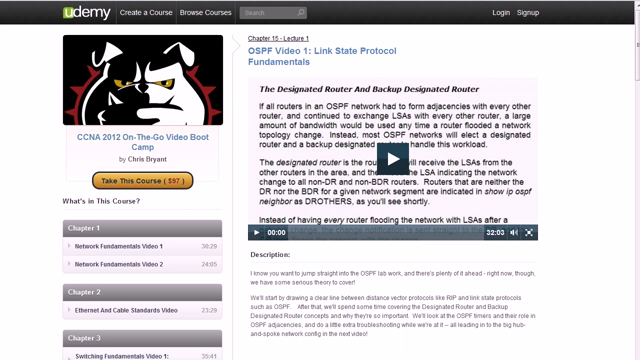 udemy
Create a Course
Browse Courses
Search
Login
Signup
CCNA 2012 On-The-Go Video Boot
Camp
by Chris Bryant
Take This Course ( $97 )
What's in This Course?
Chapter 1
Network Fundamentals Video 1 30:29
Network Fundamentals Video 2 24:05
Chapter 2
Ethernet And Cable Standards Video 23:29
Chapter 3
Switching Fundamentals Video 1: 35:41
Chapter 15 - Lecture 1
OSPF Video 1: Link State Protocol
Fundamentals
The Designated Router And Backup Designated Router
If all routers in an OSPF network had to form adjacencies with every other
router, and continued to exchange LSAs with every other router, a large
amount of bandwidth would be used any time a router flooded a network
topology change. Instead, most OSPF networks will elect a designated
router and a backup designated to handle this workload.
The designated router is the receive the LSAs from the
other routers in the area, and the LSA indicating the network
change to all non-DR and non-BDR routers. Routers that are neither the
DR nor the BDR for a given network segment are indicated in show ip ospf
neighbor as DROTHERS, as you'll see shortly.
Instead of having every router flooding the network with LSAs after a
00:00
32:03
Description:
I know you want to jump straight into the OSPF lab work, and there's plenty of it ahead - right now, though,
we have some serious theory to cover!
We'll start by drawing a clear line between distance vector protocols like RIP and link state protocols
such as OSPF. After that, we'll spend some time covering the Designated Router and Backup
Designated Router concepts and why they're so important. We'll look at the OSPF timers and their role in
OSPF adjacencies, and do a little extra troubleshooting while we're at it -- all leading in to the big hub-
and-spoke network config in the next video!